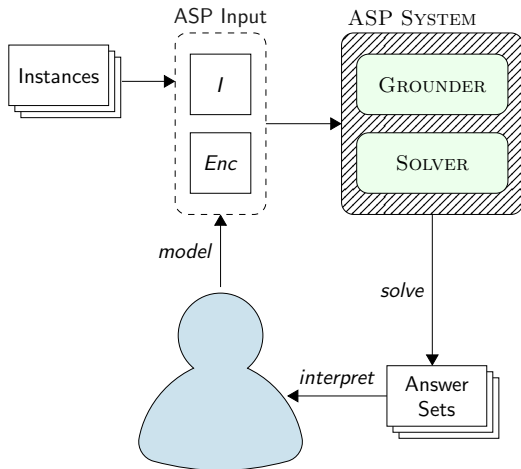 ASP Input
ASP SYSTEM
Instances
I
GROUNDER
Enc
SOLVER
model
solve
interpret
Answer
Sets